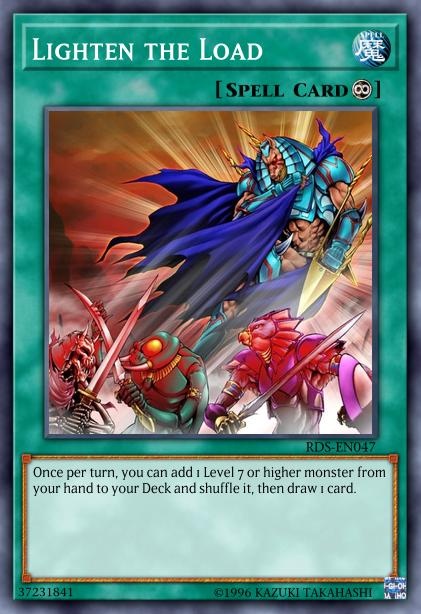 LIGHTEN THE LOAD
SPELL
魔
[SPELL CARD]
RDS-EN047
Once per turn, you can add 1 Level 7 or higher monster from
your hand to your Deck and shuffle it, then draw 1 card.
37231841
©1996 KAZUKI TAKAHASHI